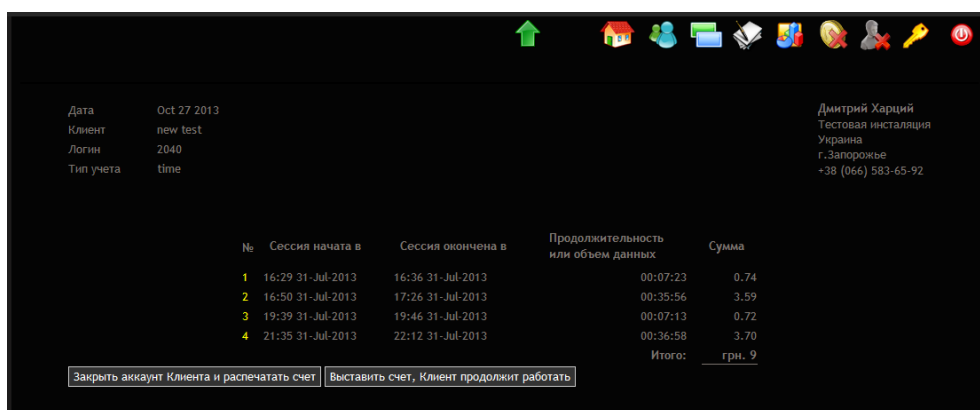 Дата Oct 27 2013
Клиент new test
Логин 2040
Тип учета time
Дмитрий Харций
Тестовая инсталяция
Украина
г.Запорожье
+38 (066) 583-65-92
№ Сессия начата в Сессия окончена в Продолжительность или объем данных Сумма
1 16:29 31-Jul-2013 16:36 31-Jul-2013 00:07:23 0.74
2 16:50 31-Jul-2013 17:26 31-Jul-2013 00:35:56 3.59
3 19:39 31-Jul-2013 19:46 31-Jul-2013 00:07:13 0.72
4 21:35 31-Jul-2013 22:12 31-Jul-2013 00:36:58 3.70
Итого: грн. 9
Закрыть аккаунт Клиента и распечатать счет Выставить счет, Клиент продолжит работать